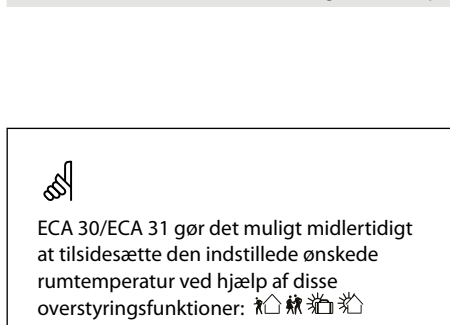 ECA 30/ECA 31 gør det muligt midlertidigt
at tilsidesætte den indstillede ønskede
rumtemperatur ved hjælp af disse
overstyringsfunktioner: